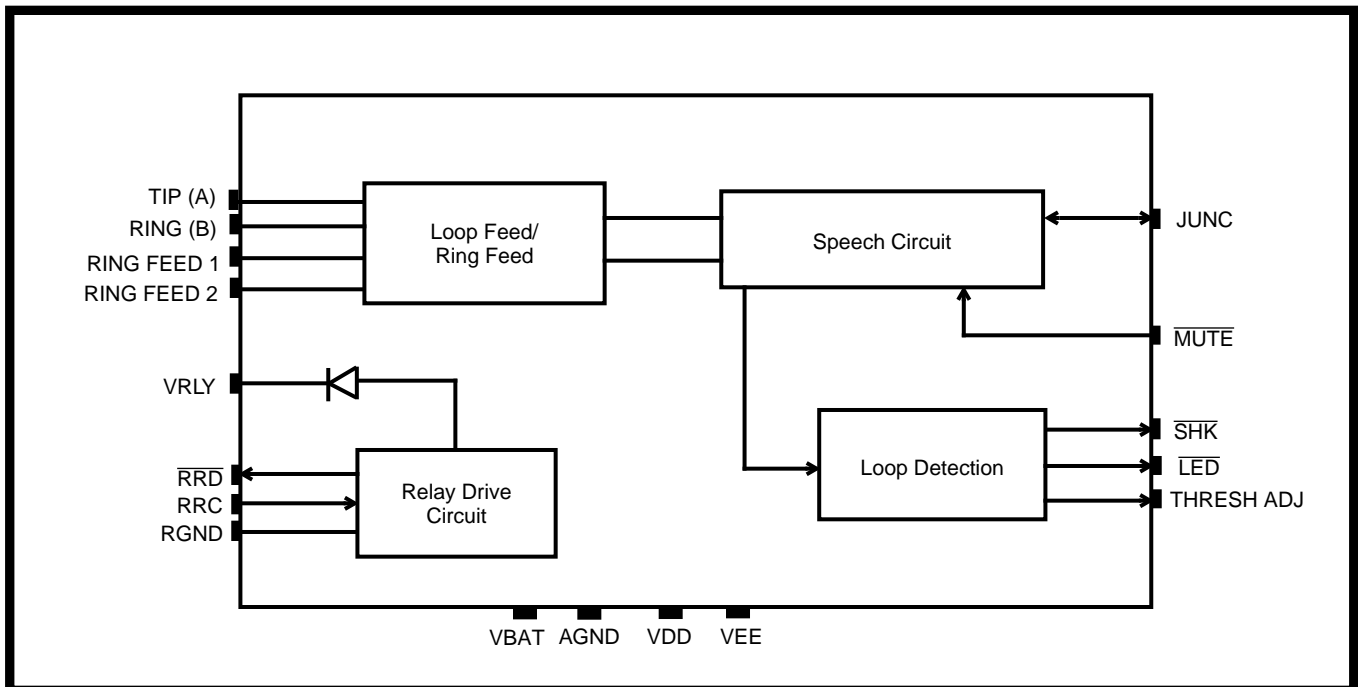 TIP (A)
RING (B)
RING FEED 1
RING FEED 2
Loop Feed/
Ring Feed
Speech Circuit
JUNC
MUTE
VRLY
RRD
RRC
RGND
Relay Drive
Circuit
Loop Detection
SHK
LED
THRESH ADJ
VBAT
AGND
VDD
VEE